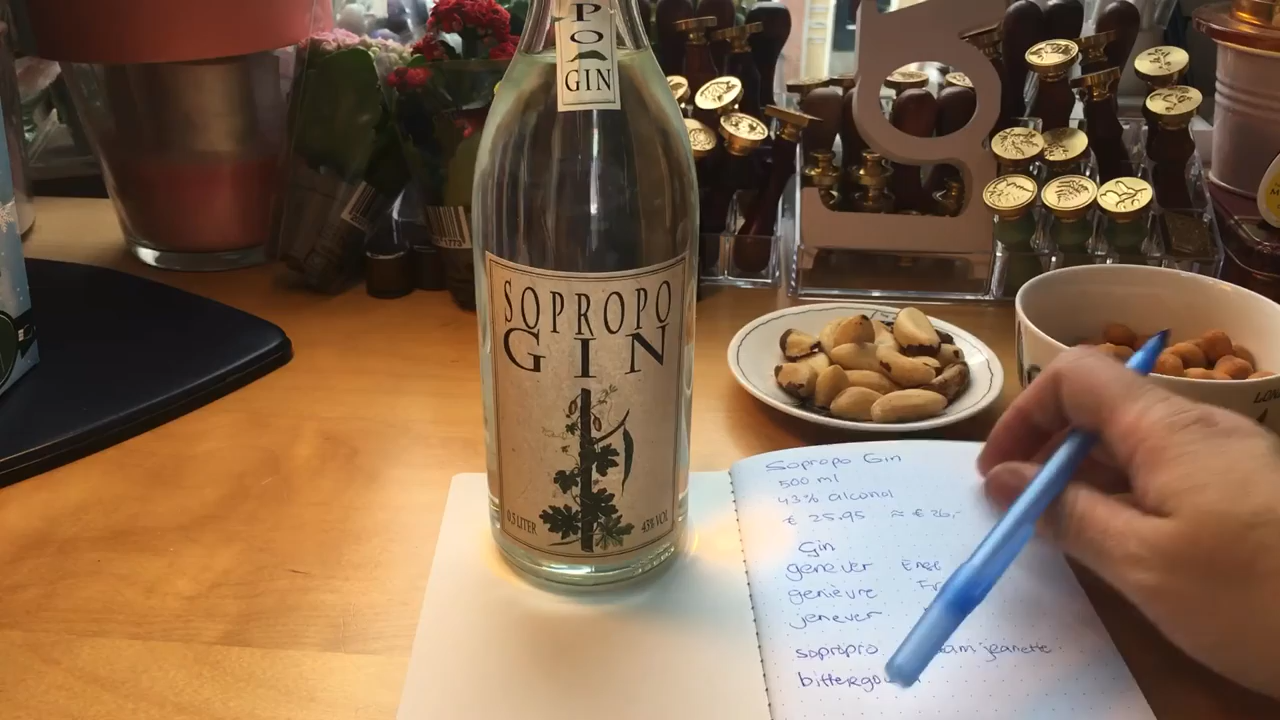 PO
GIN
SOPROPO
GIN
0,5 LITER
43% VOL
Sopropo Gin
500 ml
43% alcohol
€ 25.95 ≈ € 26,-
Gin
genever
genièvre
jenever
sopropo jeanette